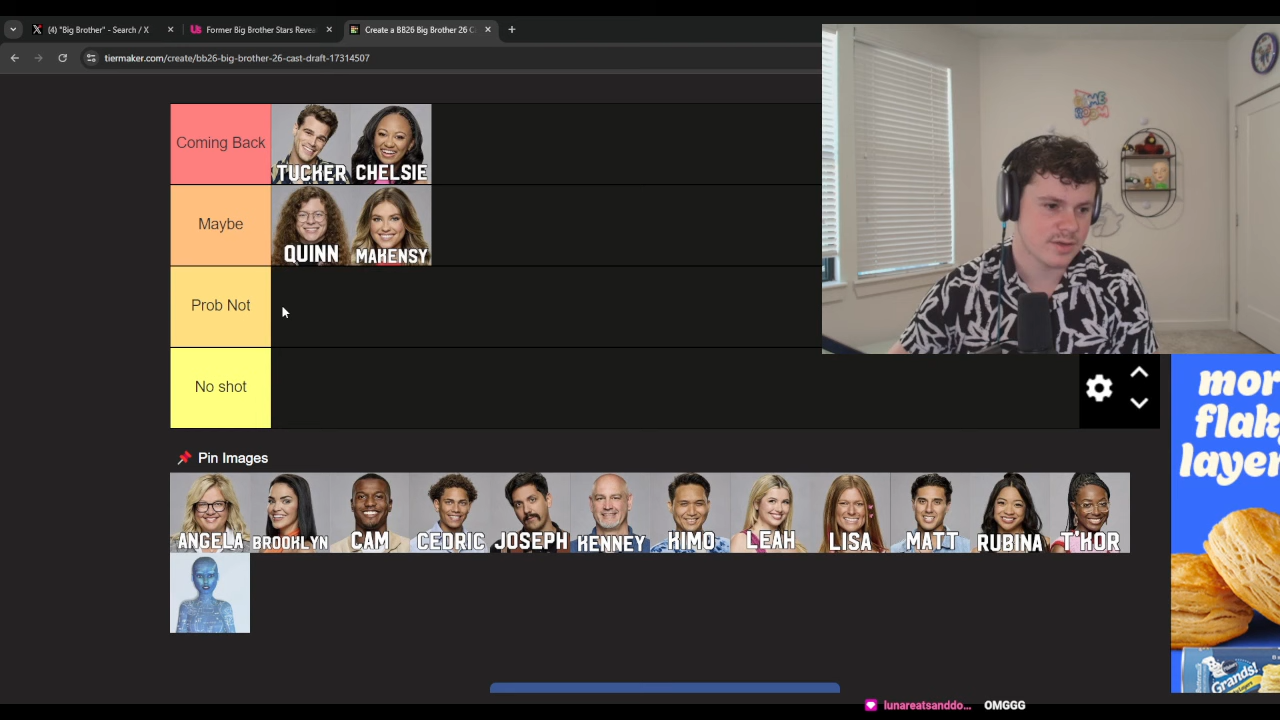 (4) "Big Brother" - Search / X
Former Big Brother Stars Revea
Create a BB26 Big Brother 26 C
tiermaker.com/create/bb26-big-brother-26-cast-draft-17314507
Coming Back
TUCKER
CHELSIE
Maybe
QUINN
MAKENSY
Prob Not
No shot
Pin Images
ANGELA
BROOKLYN
CAM
CEDRIC
JOSEPH
KENNEY
KIMO
LEAH
LISA
MATT
RUBINA
T'KOR
mor
flak
layer
Grands!
lunareatsanddo... OMGGG